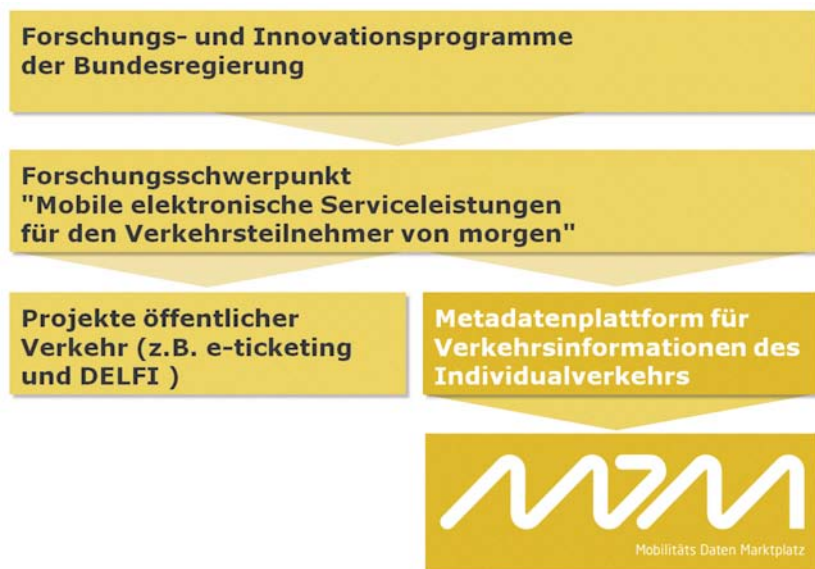 Forschungs- und Innovationsprogramme
der Bundesregierung
Forschungsschwerpunkt
"Mobile elektronische Serviceleistungen
für den Verkehrsteilnehmer von morgen"
Projekte öffentlicher
Verkehr (z.B. e-ticketing
und DELFI )
Metadatenplattform für
Verkehrsinformationen des
Individualverkehrs
MDM
Mobilitäts Daten Marktplatz